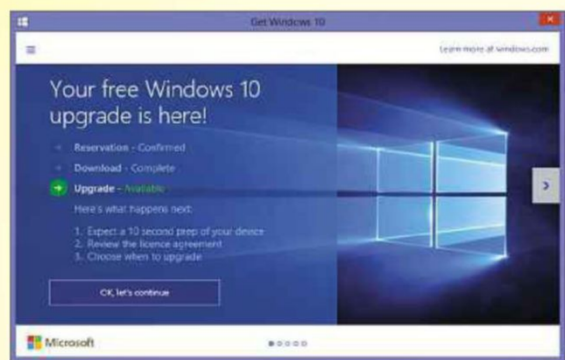 Get Windows 10
Learn more at windows.com
Your free Windows 10
upgrade is here!
Reservation - Confirmed
Download - Complete
Upgrade - Available
Here's what happens next:
1. Expect a 10 second prep of your device
2. Review the licence agreement
3. Choose when to upgrade
OK, let's continue
Microsoft